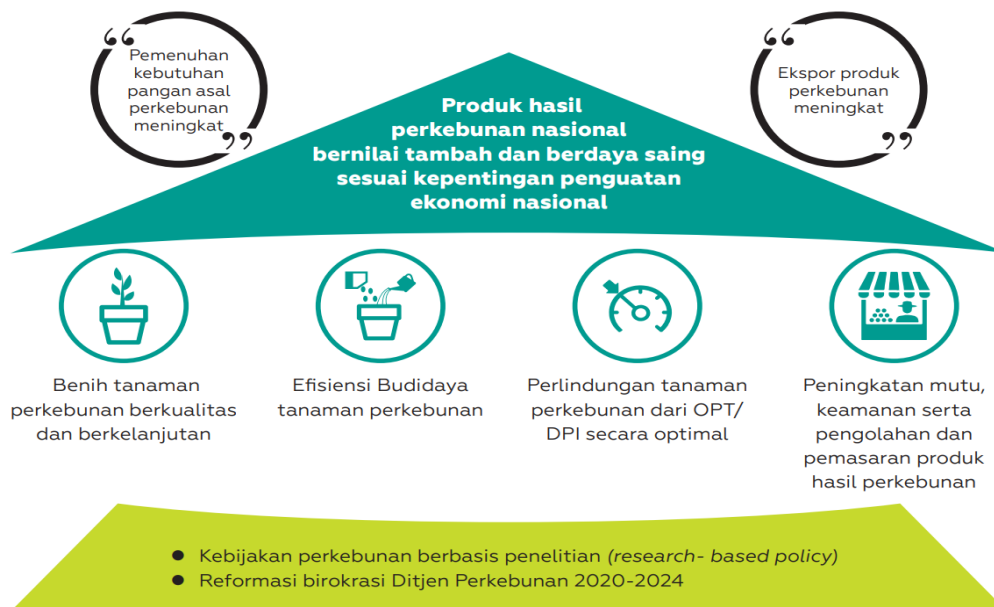 Pemenuhan
kebutuhan
pangan asal
perkebunan
meningkat
Ekspor produk
perkebunan
meningkat
Produk hasil
perkebunan nasional
bernilai tambah dan berdaya saing
sesuai kepentingan penguatan
ekonomi nasional
Benih tanaman
perkebunan berkualitas
dan berkelanjutan
Efisiensi Budidaya
tanaman perkebunan
Perlindungan tanaman
perkebunan dari OPT/
DPI secara optimal
Peningkatan mutu,
keamanan serta
pengolahan dan
pemasaran produk
hasil perkebunan
● Kebijakan perkebunan berbasis penelitian (research- based policy)
● Reformasi birokrasi Ditjen Perkebunan 2020-2024